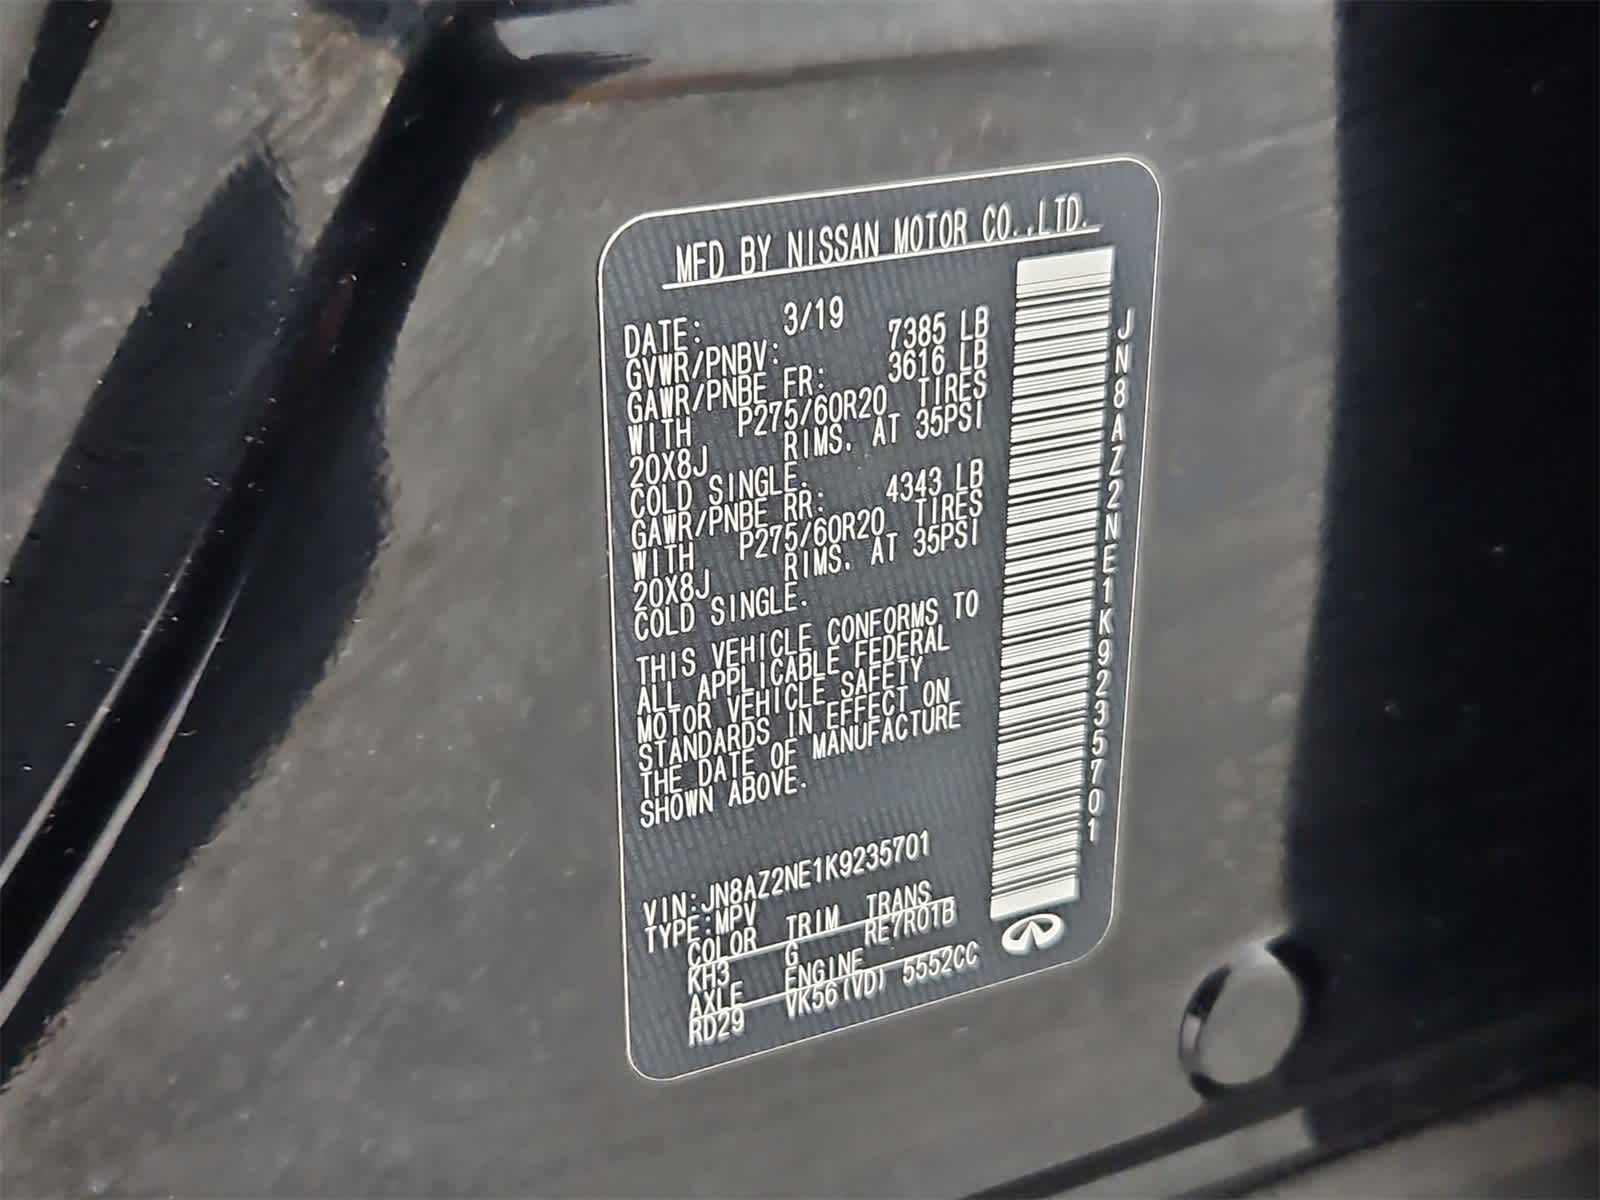 MFD BY NISSAN MOTOR CO.,LTD.
DATE: 3/19
GVWR/PNBV: 7385 LB
GAWR/PNBE FR: 3616 LB
WITH P275/60R20 TIRES
20X8J RIMS, AT 35PSI
COLD SINGLE.
GAWR/PNBE RR: 4343 LB
WITH P275/60R20 TIRES
20X8J RIMS, AT 35PSI
COLD SINGLE.
THIS VEHICLE CONFORMS TO
ALL APPLICABLE FEDERAL
MOTOR VEHICLE SAFETY
STANDARDS IN EFFECT ON
THE DATE OF MANUFACTURE
SHOWN ABOVE.
VIN:JN8AZ2NE1K9235701
TYPE:MPV
COLOR TRIM TRANS
KH3 G RE7R01B
AXLE ENGINE
RD29 VK56(VD) 5552CC
JN8AZ2NE1K9235701